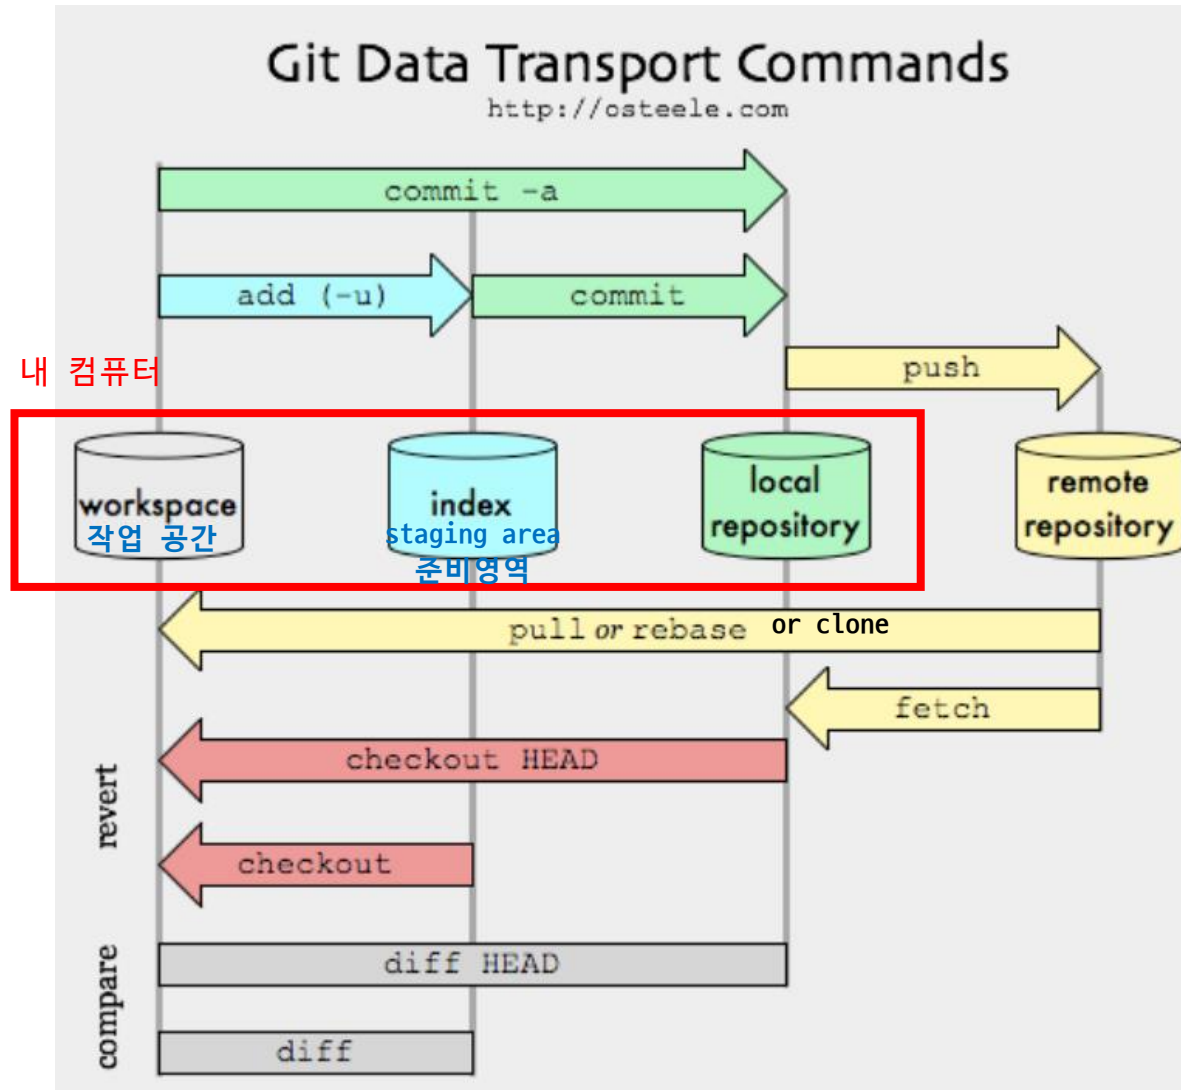 Git Data Transport Commands
http://osteele.com
commit -a
add (-u)
commit
push
내 컴퓨터
workspace
작업 공간
index
staging area
준비영역
local
repository
remote
repository
pull or rebase or clone
fetch
checkout HEAD
revert
checkout
diff HEAD
compare
diff